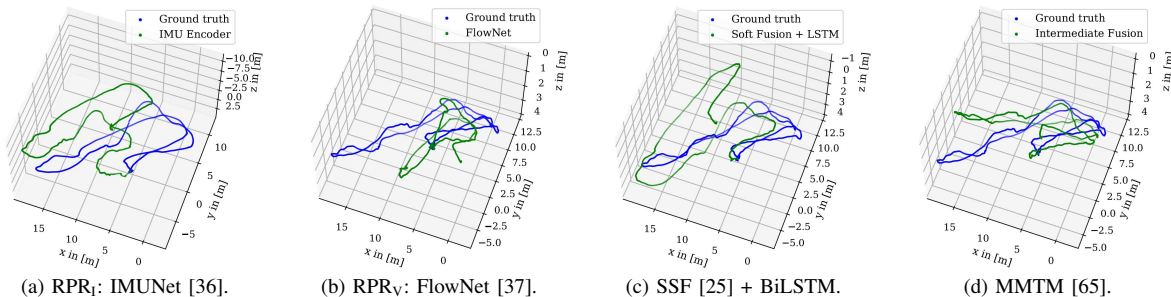 Ground truth
IMU Encoder
−10.0
−7.5
−5.0
−2.5
0.0
2.5
z in [m]
10
5
0
−5
y in [m]
15
10
5
0
x in [m]
(a) RPR_I: IMUNet [36].
Ground truth
FlowNet
0
1
2
3
4
z in [m]
12.5
10.0
7.5
5.0
2.5
0.0
−2.5
−5.0
y in [m]
15
10
5
0
x in [m]
(b) RPR_V: FlowNet [37].
Ground truth
Soft Fusion + LSTM
−1
0
1
2
3
4
z in [m]
12.5
10.0
7.5
5.0
2.5
0.0
−2.5
−5.0
y in [m]
15
10
5
0
x in [m]
(c) SSF [25] + BiLSTM.
Ground truth
Intermediate Fusion
0
1
2
3
4
z in [m]
12.5
10.0
7.5
5.0
2.5
0.0
−2.5
−5.0
y in [m]
15
10
5
0
x in [m]
(d) MMTM [65].